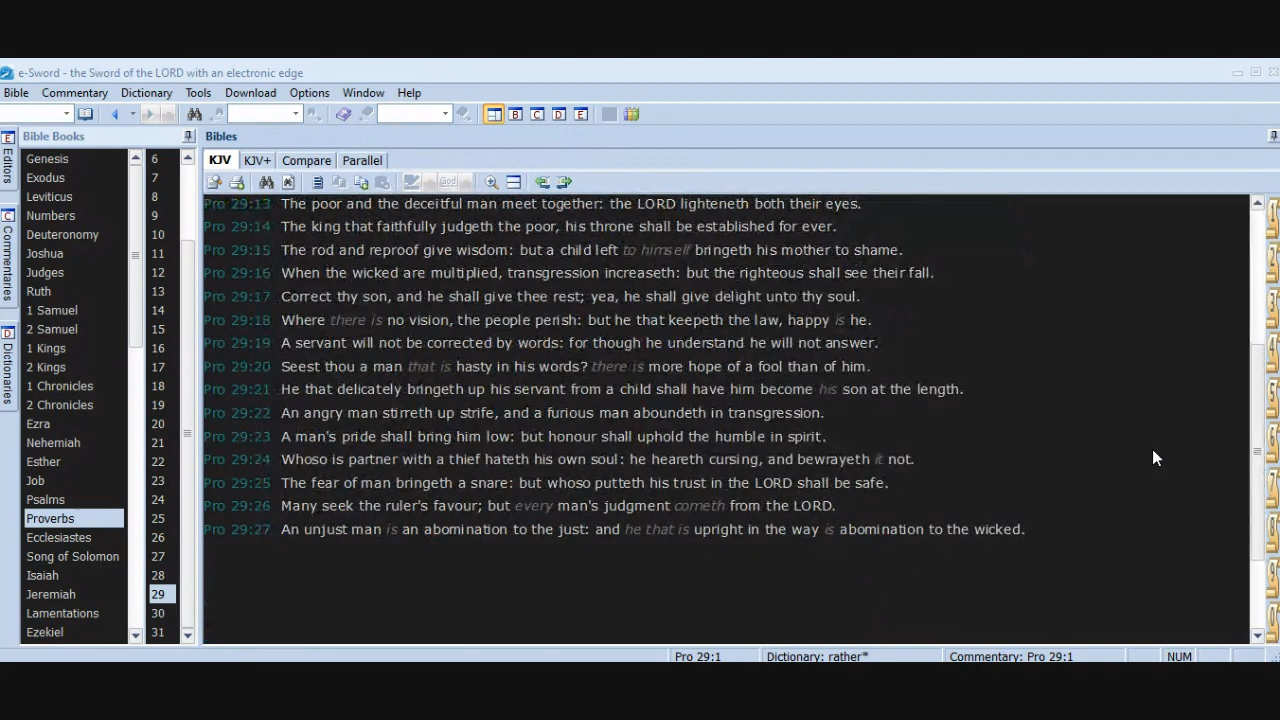 e-Sword - the Sword of the LORD with an electronic edge
Bible Commentary Dictionary Tools Download Options Window Help
B C D E
Bible Books
Bibles
E Editors
C Commentaries
D Dictionaries
Genesis
Exodus
Leviticus
Numbers
Deuteronomy
Joshua
Judges
Ruth
1 Samuel
2 Samuel
1 Kings
2 Kings
1 Chronicles
2 Chronicles
Ezra
Nehemiah
Esther
Job
Psalms
Proverbs
Ecclesiastes
Song of Solomon
Isaiah
Jeremiah
Lamentations
Ezekiel
6
7
8
9
10
11
12
13
14
15
16
17
18
19
20
21
22
23
24
25
26
27
28
29
30
31
KJV KJV+ Compare Parallel
God
Pro 29:13 The poor and the deceitful man meet together: the LORD lighteneth both their eyes.
Pro 29:14 The king that faithfully judgeth the poor, his throne shall be established for ever.
Pro 29:15 The rod and reproof give wisdom: but a child left to himself bringeth his mother to shame.
Pro 29:16 When the wicked are multiplied, transgression increaseth: but the righteous shall see their fall.
Pro 29:17 Correct thy son, and he shall give thee rest; yea, he shall give delight unto thy soul.
Pro 29:18 Where there is no vision, the people perish: but he that keepeth the law, happy is he.
Pro 29:19 A servant will not be corrected by words: for though he understand he will not answer.
Pro 29:20 Seest thou a man that is hasty in his words? there is more hope of a fool than of him.
Pro 29:21 He that delicately bringeth up his servant from a child shall have him become his son at the length.
Pro 29:22 An angry man stirreth up strife, and a furious man aboundeth in transgression.
Pro 29:23 A man's pride shall bring him low: but honour shall uphold the humble in spirit.
Pro 29:24 Whoso is partner with a thief hateth his own soul: he heareth cursing, and bewrayeth it not.
Pro 29:25 The fear of man bringeth a snare: but whoso putteth his trust in the LORD shall be safe.
Pro 29:26 Many seek the ruler's favour; but every man's judgment cometh from the LORD.
Pro 29:27 An unjust man is an abomination to the just: and he that is upright in the way is abomination to the wicked.
Pro 29:1 Dictionary: rather* Commentary: Pro 29:1 NUM